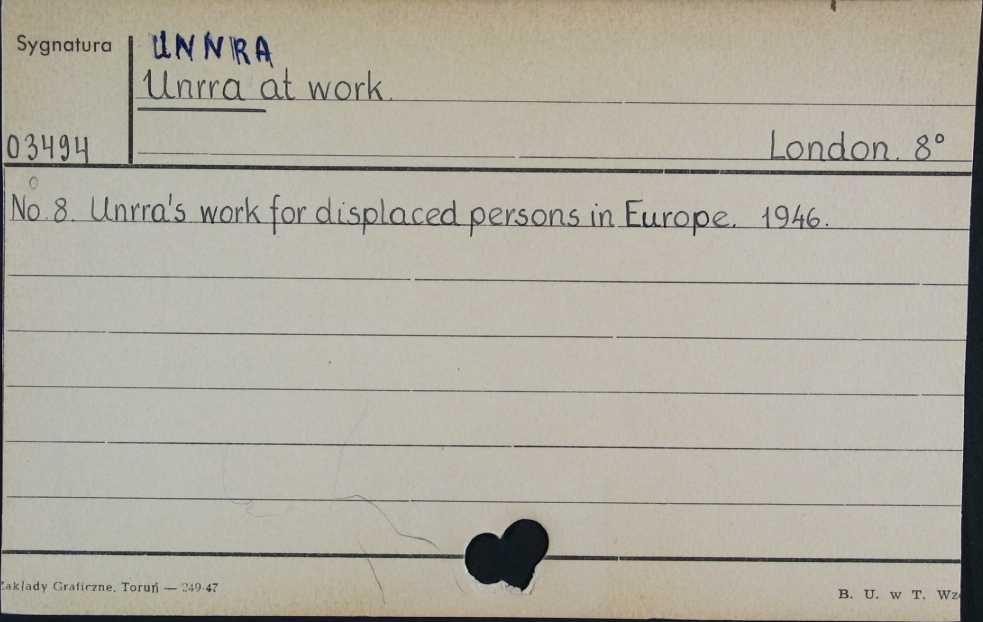 Sygnatura
UNNRA
Unrra at work.
03494
London. 8°
No. 8. Unrra's work for displaced persons in Europe. 1946.
Zakłady Graficzne, Toruń — 249-47
B. U. w T. Wz